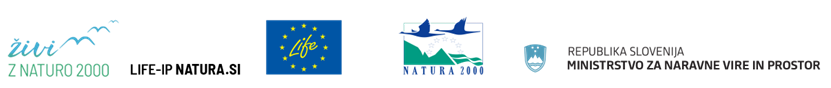 živi
Z NATURO 2000
LIFE-IP NATURA.SI
Life
NATURA 2000
REPUBLIKA SLOVENIJA
MINISTRSTVO ZA NARAVNE VIRE IN PROSTOR